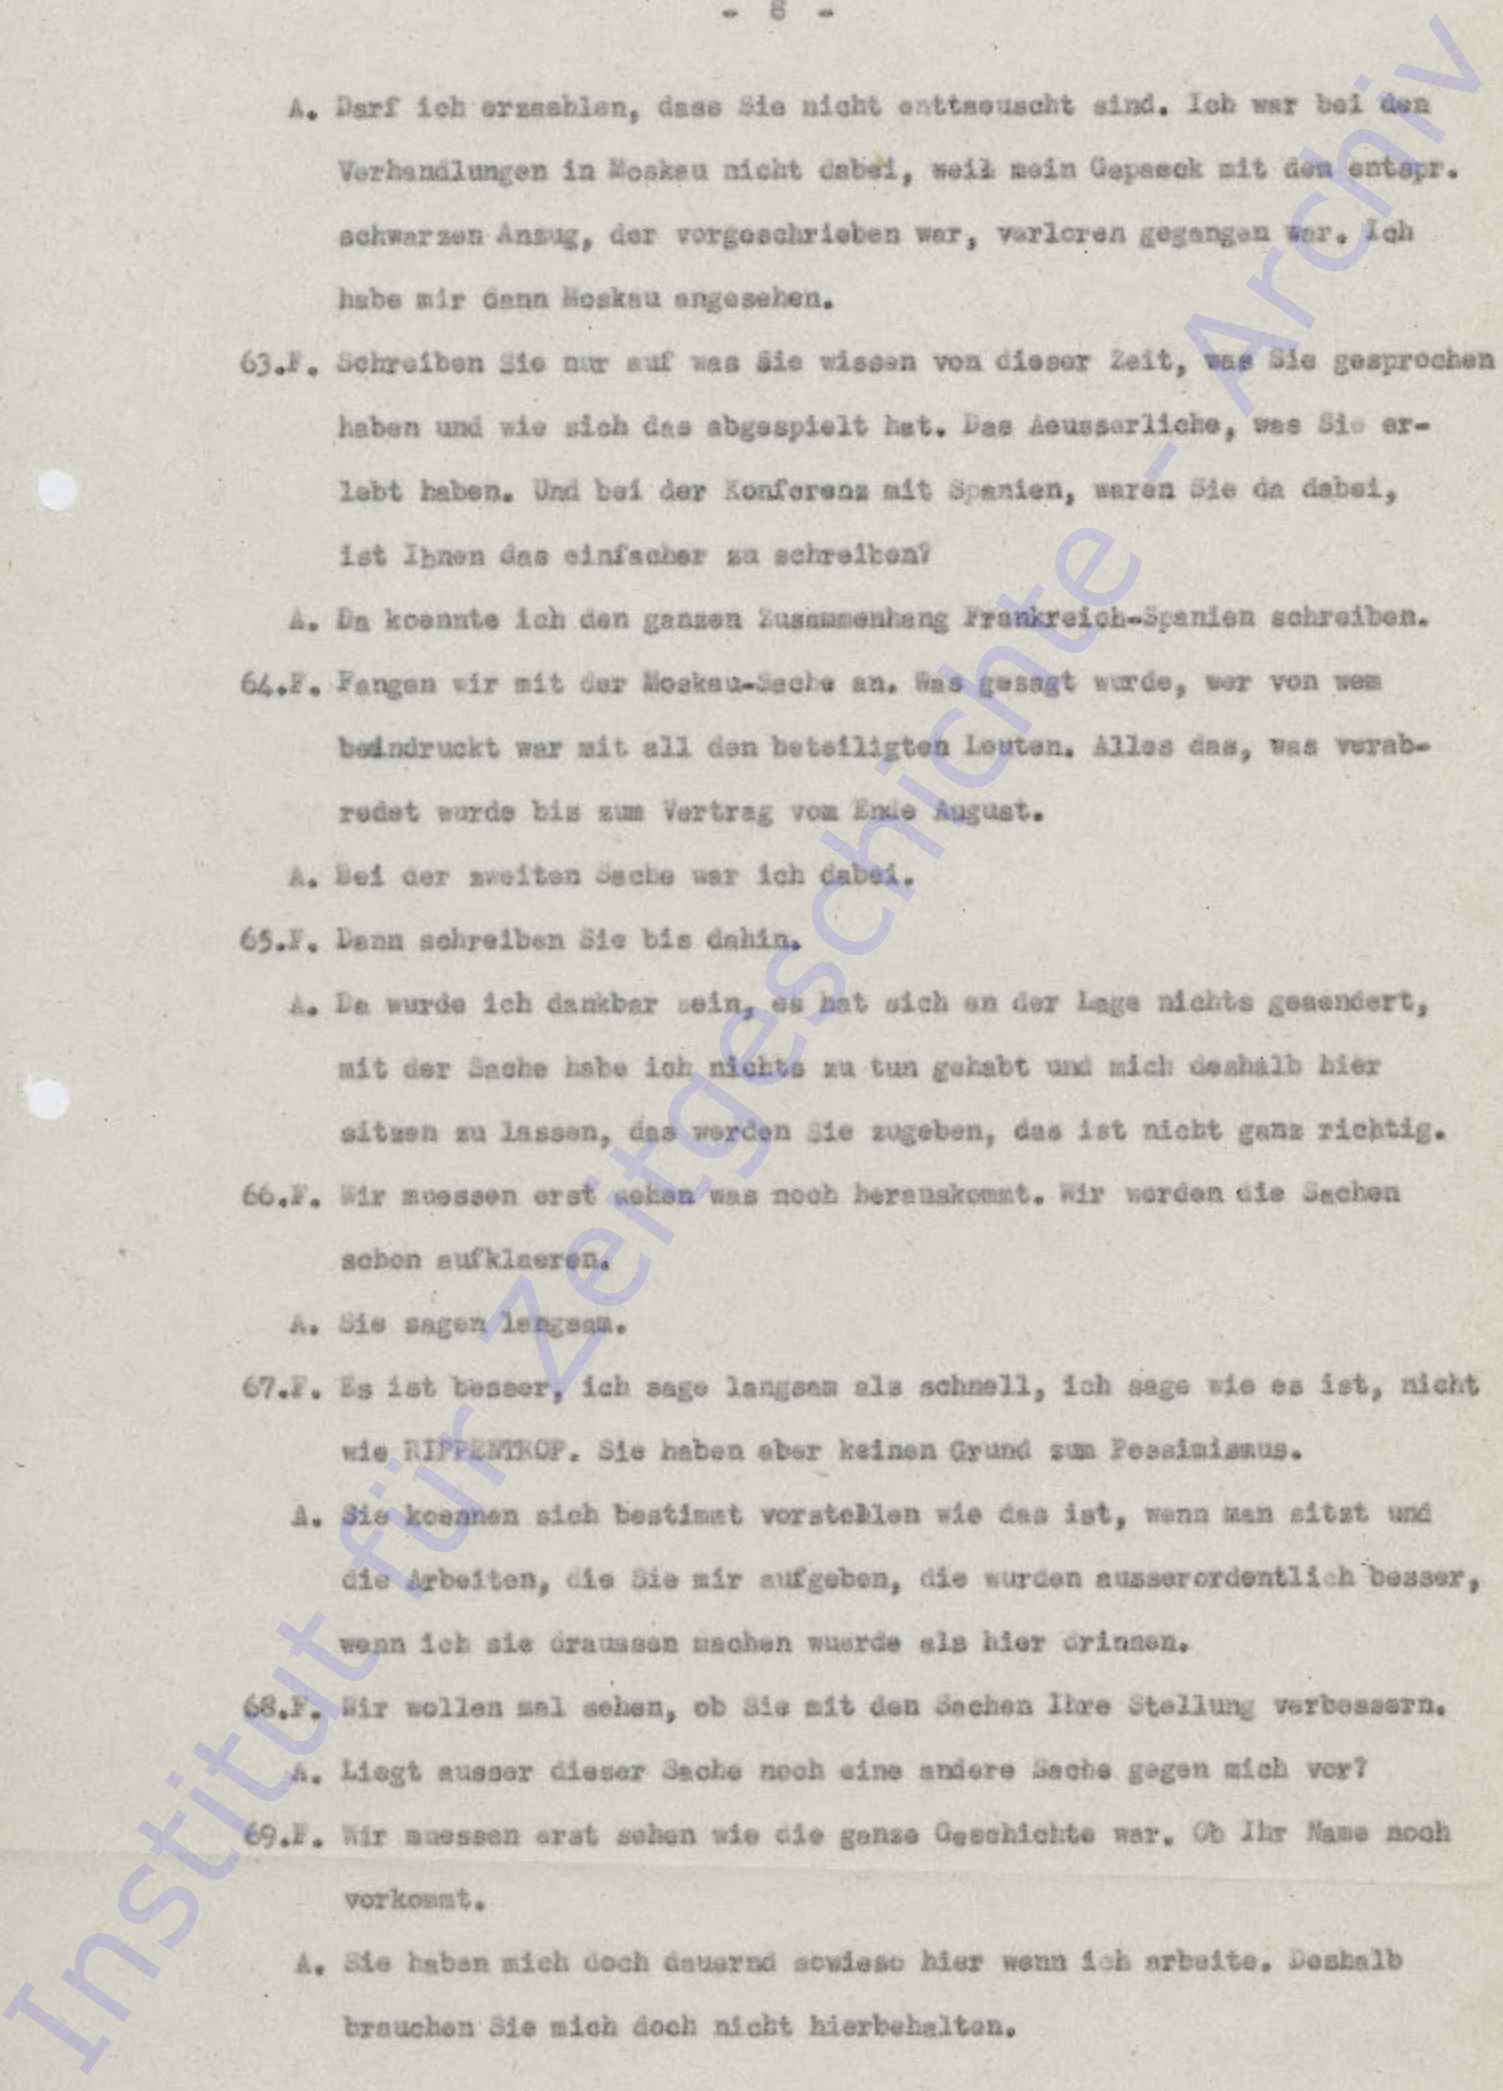 - 8 -
A. Darf ich erzaehlen, dass Sie nicht enttaeuscht sind. Ich war bei den
Verhandlungen in Moskau nicht dabei, weil mein Gepaeck mit dem entspr.
schwarzen Anzug, der vorgeschrieben war, verloren gegangen war. Ich
habe mir dann Moskau angesehen.
63.F. Schreiben Sie nur auf was Sie wissen von dieser Zeit, was Sie gesprochen
haben und wie sich das abgespielt hat. Das Aeusserliche, was Sie er-
lebt haben. Und bei der Konferenz mit Spanien, waren Sie da dabei,
ist Ihnen das einfacher zu schreiben?
A. Da koennte ich den ganzen Zusammenhang Frankreich-Spanien schreiben.
64.F. Fangen wir mit der Moskau-Sache an. Was gesagt wurde, wer von wem
beindruckt war mit all den beteiligten Leuten. Alles das, was verab-
redet wurde bis zum Vertrag vom Ende August.
A. Bei der zweiten Sache war ich dabei.
65.F. Dann schreiben Sie bis dahin.
A. Da wurde ich dankbar sein, es hat sich an der Lage nichts geaendert,
mit der Sache habe ich nichts zu tun gehabt und mich deshalb hier
sitzen zu lassen, das werden Sie zugeben, das ist nicht ganz richtig.
66.F. Wir muessen erst sehen was noch herauskommt. Wir werden die Sachen
schon aufklaeren.
A. Sie sagen langsam.
67.F. Es ist besser, ich sage langsam als schnell, ich sage wie es ist, nicht
wie RIPPENTROP. Sie haben aber keinen Grund zum Pessimismus.
A. Sie koennen sich bestimmt vorstellen wie das ist, wenn man sitzt und
die Arbeiten, die Sie mir aufgeben, die wurden ausserordentlich besser,
wenn ich sie draussen machen wuerde als hier drinnen.
68.F. Wir wollen mal sehen, ob Sie mit den Sachen Ihre Stellung verbessern.
A. Liegt ausser dieser Sache noch eine andere Sache gegen mich vor?
69.F. Wir muessen erst sehen wie die ganze Geschichte war. Ob Ihr Name noch
vorkommt.
A. Sie haben mich doch dauernd sowieso hier wenn ich arbeite. Deshalb
brauchen Sie mich doch nicht hierbehalten.
Institut für Zeitgeschichte - Archiv